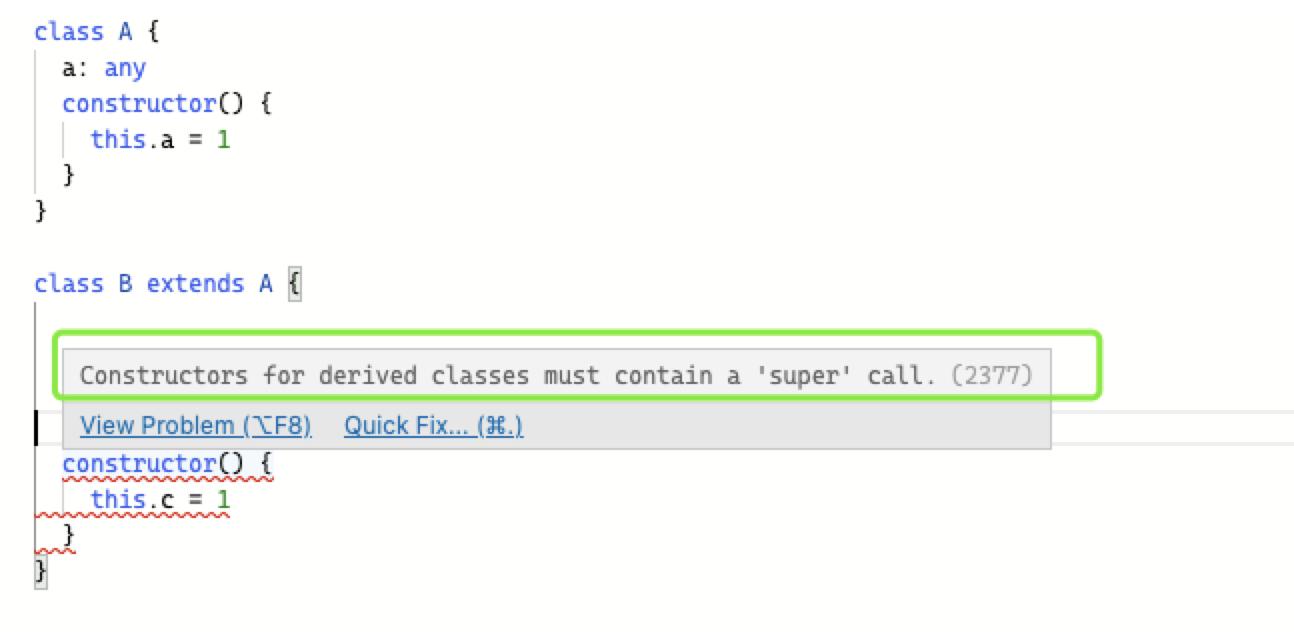 class A {
a: any
constructor() {
this.a = 1
}
}
class B extends A {
Constructors for derived classes must contain a 'super' call. (2377)
View Problem (⌥F8) Quick Fix... (⌘.)
constructor() {
this.c = 1
}
}